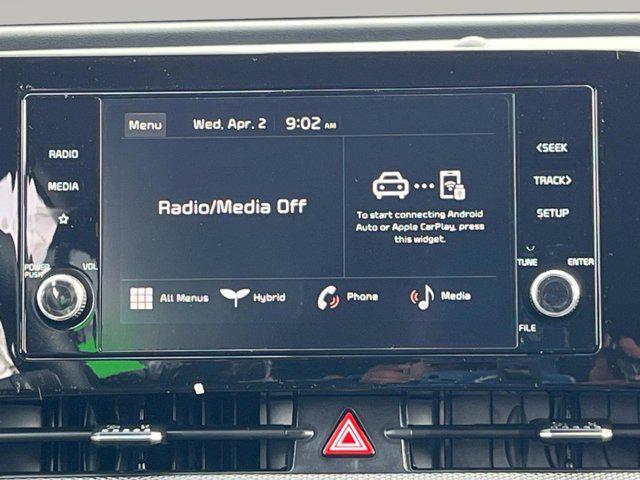 Menu Wed, Apr. 2 9:02 AM
RADIO
MEDIA
POWER
PUSH
VOL
Radio/Media Off
To start connecting Android
Auto or Apple CarPlay, press
this widget.
All Menus Hybrid Phone Media
<SEEK
TRACK>
SETUP
TUNE ENTER
FILE